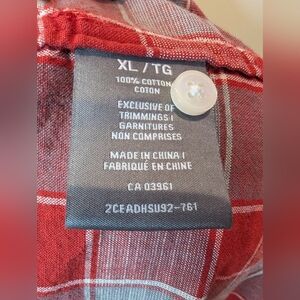 XL / TG
100% COTTON
COTON
EXCLUSIVE OF
TRIMMINGS /
GARNITURES
NON COMPRISES
MADE IN CHINA /
FABRIQUÉ EN CHINE
CA 03961
2CEADHSU92-761